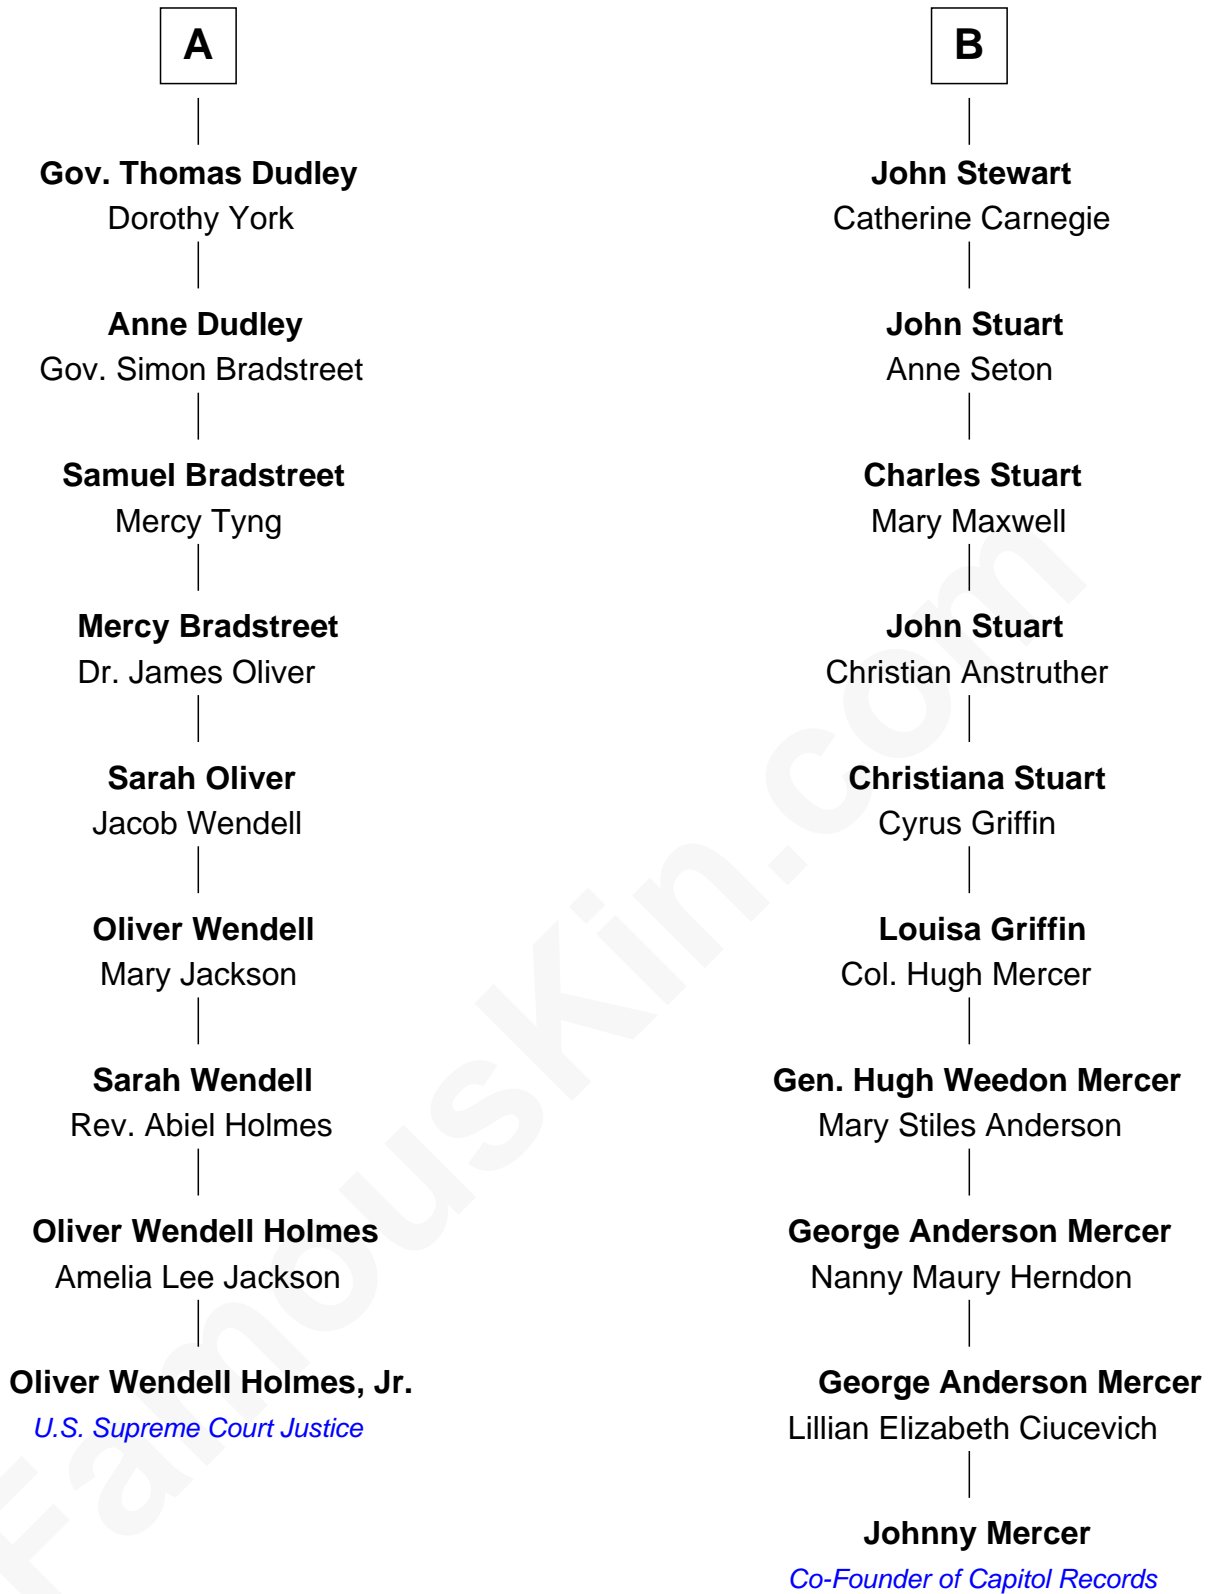 A
Gov. Thomas Dudley
Dorothy York
Anne Dudley
Gov. Simon Bradstreet
Samuel Bradstreet
Mercy Tyng
Mercy Bradstreet
Dr. James Oliver
Sarah Oliver
Jacob Wendell
Oliver Wendell
Mary Jackson
Sarah Wendell
Rev. Abiel Holmes
Oliver Wendell Holmes
Amelia Lee Jackson
Oliver Wendell Holmes, Jr.
U.S. Supreme Court Justice
B
John Stewart
Catherine Carnegie
John Stuart
Anne Seton
Charles Stuart
Mary Maxwell
John Stuart
Christian Anstruther
Christiana Stuart
Cyrus Griffin
Louisa Griffin
Col. Hugh Mercer
Gen. Hugh Weedon Mercer
Mary Stiles Anderson
George Anderson Mercer
Nanny Maury Herndon
George Anderson Mercer
Lillian Elizabeth Ciucevich
Johnny Mercer
Co-Founder of Capitol Records
FamousKin.com